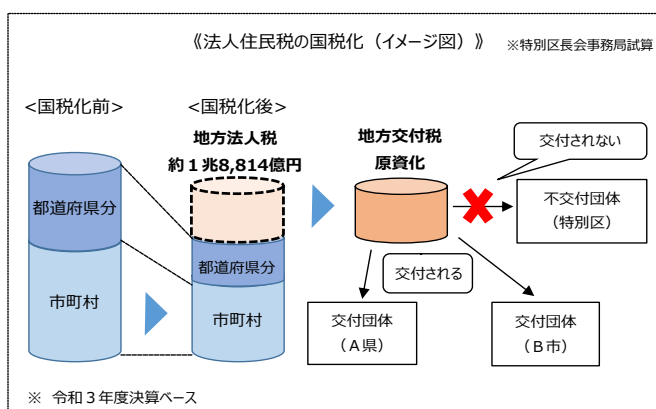 《法人住民税の国税化（イメージ図）》 ※特別区長会事務局試算
<国税化前>
<国税化後>
地方法人税
約１兆8,814億円
地方交付税
原資化
交付されない
都道府県分
不交付団体
（特別区）
都道府県分
交付される
市町村
市町村
交付団体
（Ａ県）
交付団体
（Ｂ市）
※ 令和３年度決算ベース